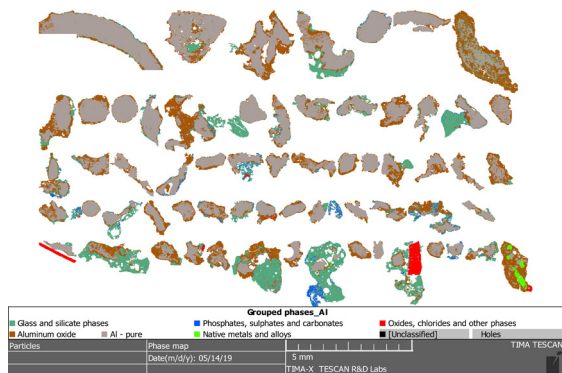 Grouped phases_Al
Glass and silicate phases Phosphates, sulphates and carbonates Oxides, chlorides and other phases
Aluminum oxide Al - pure Native metals and alloys [Unclassified] Holes
Particles Phase map TIMA TESCAN
Date(m/d/y): 05/14/19 5 mm
TIMA-X TESCAN R&D Labs